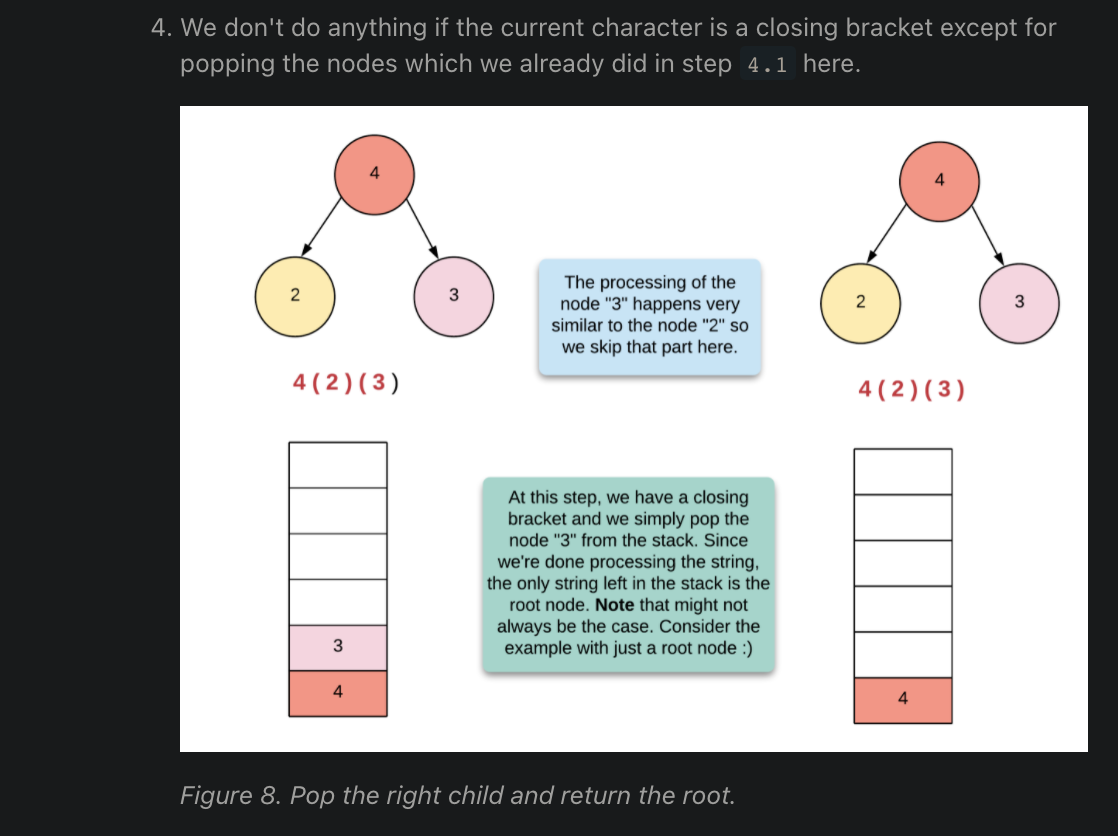 4. We don't do anything if the current character is a closing bracket except for
popping the nodes which we already did in step 4.1 here.
4
2
3
4(2)(3)
3
4
The processing of the
node "3" happens very
similar to the node "2" so
we skip that part here.
At this step, we have a closing
bracket and we simply pop the
node "3" from the stack. Since
we're done processing the string,
the only string left in the stack is the
root node. Note that might not
always be the case. Consider the
example with just a root node :)
4
2
3
4(2)(3)
4
Figure 8. Pop the right child and return the root.